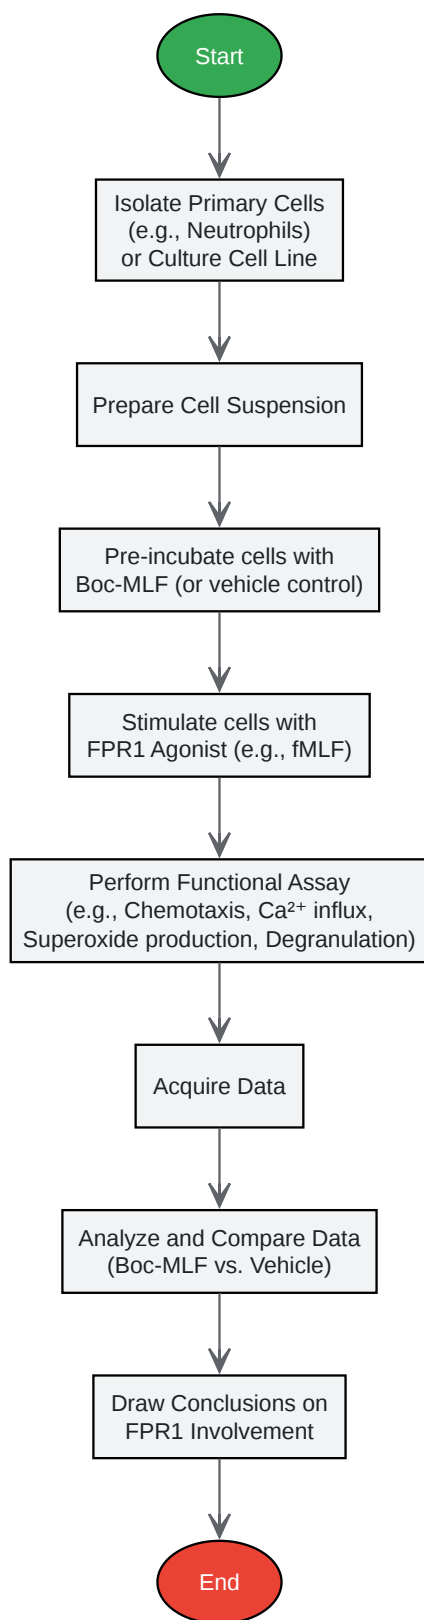 Start
Isolate Primary Cells
(e.g., Neutrophils)
or Culture Cell Line
Prepare Cell Suspension
Pre-incubate cells with
Boc-MLF (or vehicle control)
Stimulate cells with
FPR1 Agonist (e.g., fMLF)
Perform Functional Assay
(e.g., Chemotaxis, Ca²⁺ influx,
Superoxide production, Degranulation)
Acquire Data
Analyze and Compare Data
(Boc-MLF vs. Vehicle)
Draw Conclusions on
FPR1 Involvement
End